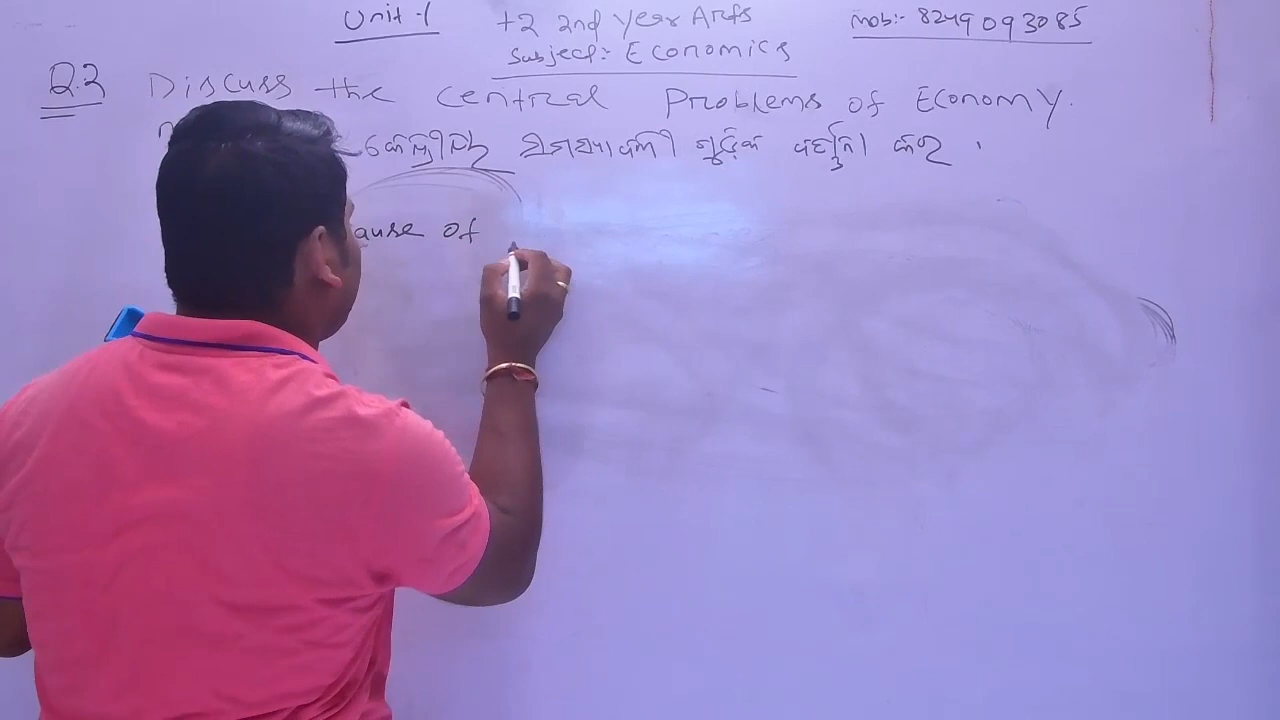 Unit-1 +2 2nd Year Arts Mob:- 8249093085
Subject: Economics
Q.2 Discuss the central Problems of Economy.
କେନ୍ଦ୍ରୀୟ ସମସ୍ୟାବଳୀ ଗୁଡ଼ିକ ବର୍ଣ୍ଣନା କର ।
ause of